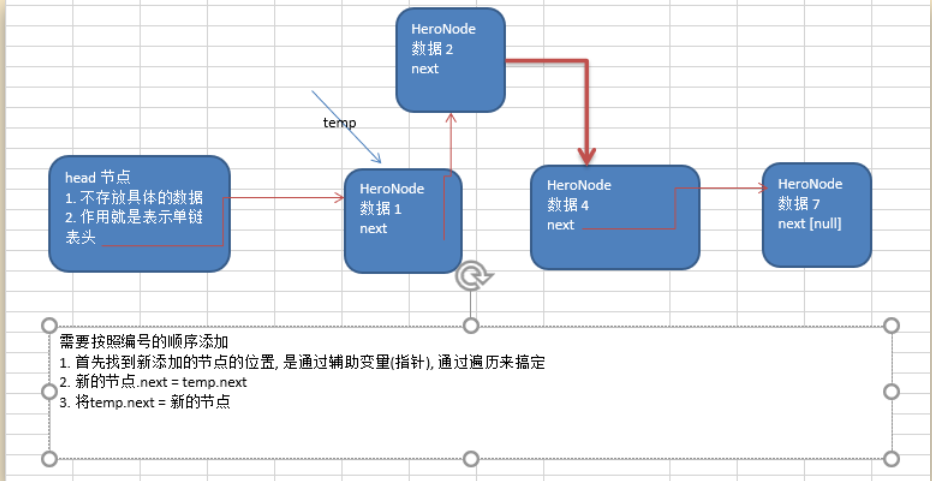 HeroNode
数据 2
next
temp
head 节点
1. 不存放具体的数据
2. 作用就是表示单链
表头
HeroNode
数据 1
next
HeroNode
数据 4
next
HeroNode
数据 7
next [null]
需要按照编号的顺序添加
1. 首先找到新添加的节点的位置, 是通过辅助变量(指针), 通过遍历来搞定
2. 新的节点.next = temp.next
3. 将temp.next = 新的节点